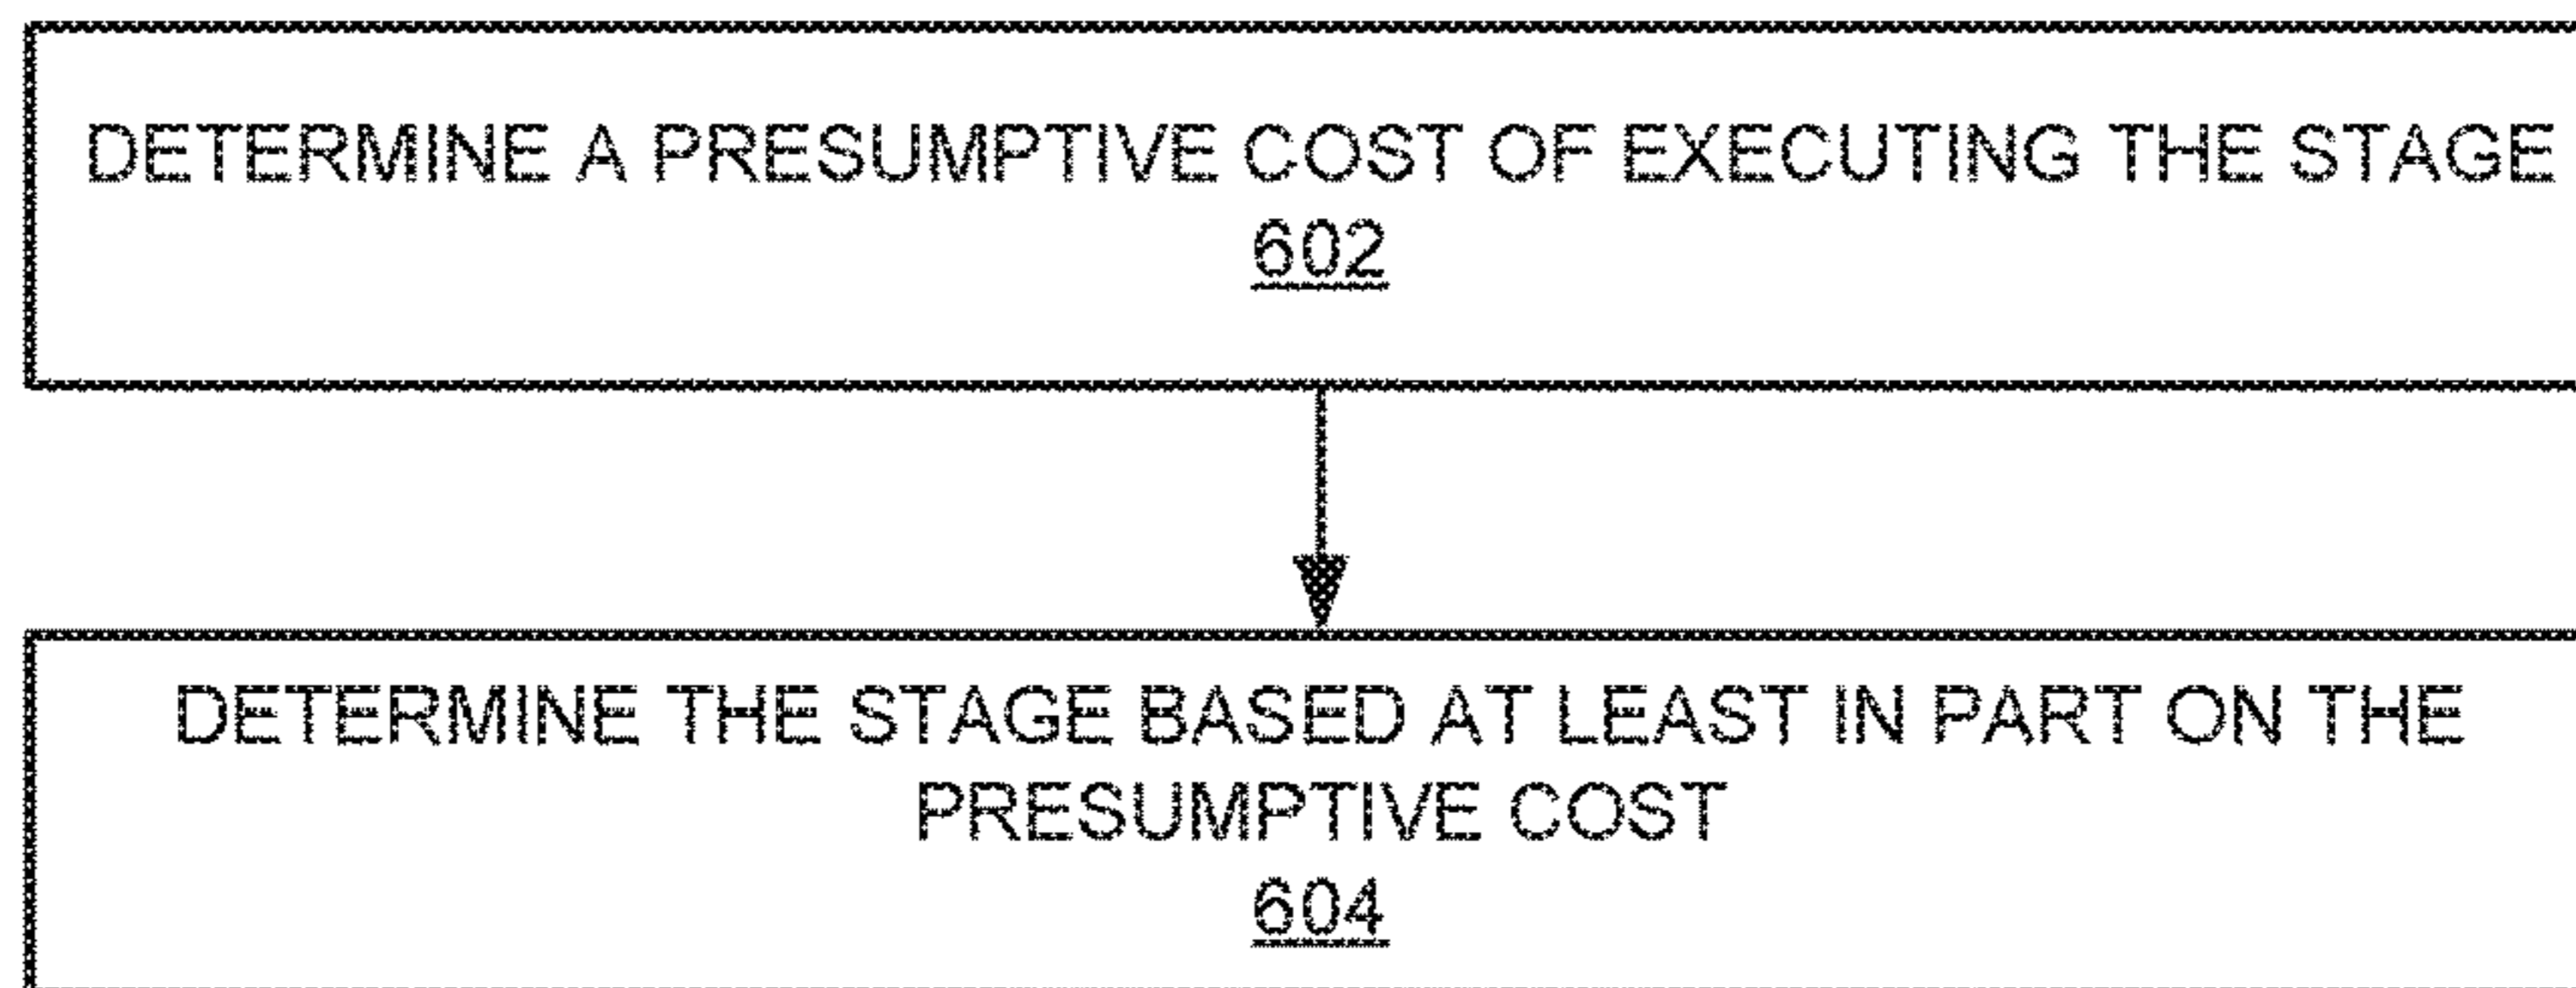 DETERMINE A PRESUMPTIVE COST OF EXECUTING THE STAGE
602
DETERMINE THE STAGE BASED AT LEAST IN PART ON THE
PRESUMPTIVE COST
604